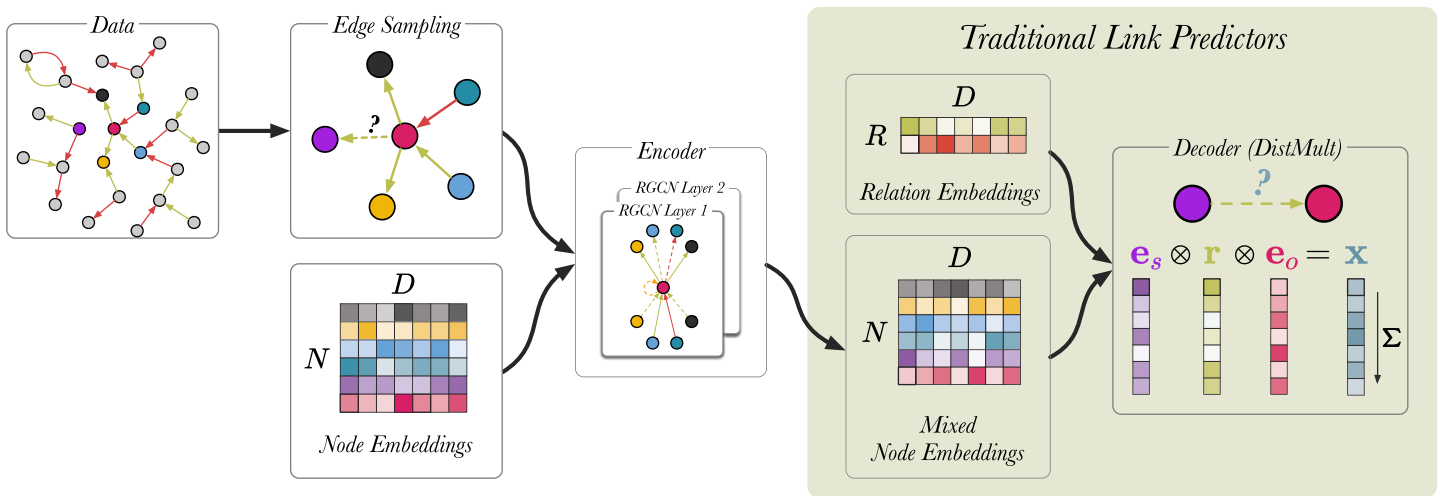 Data
Edge Sampling
?
D
N
Node Embeddings
Encoder
RGCN Layer 2
RGCN Layer 1
Traditional Link Predictors
D
R
Relation Embeddings
D
N
Mixed
Node Embeddings
Decoder (DistMult)
?
e_s ⊗ r ⊗ e_o = x
Σ